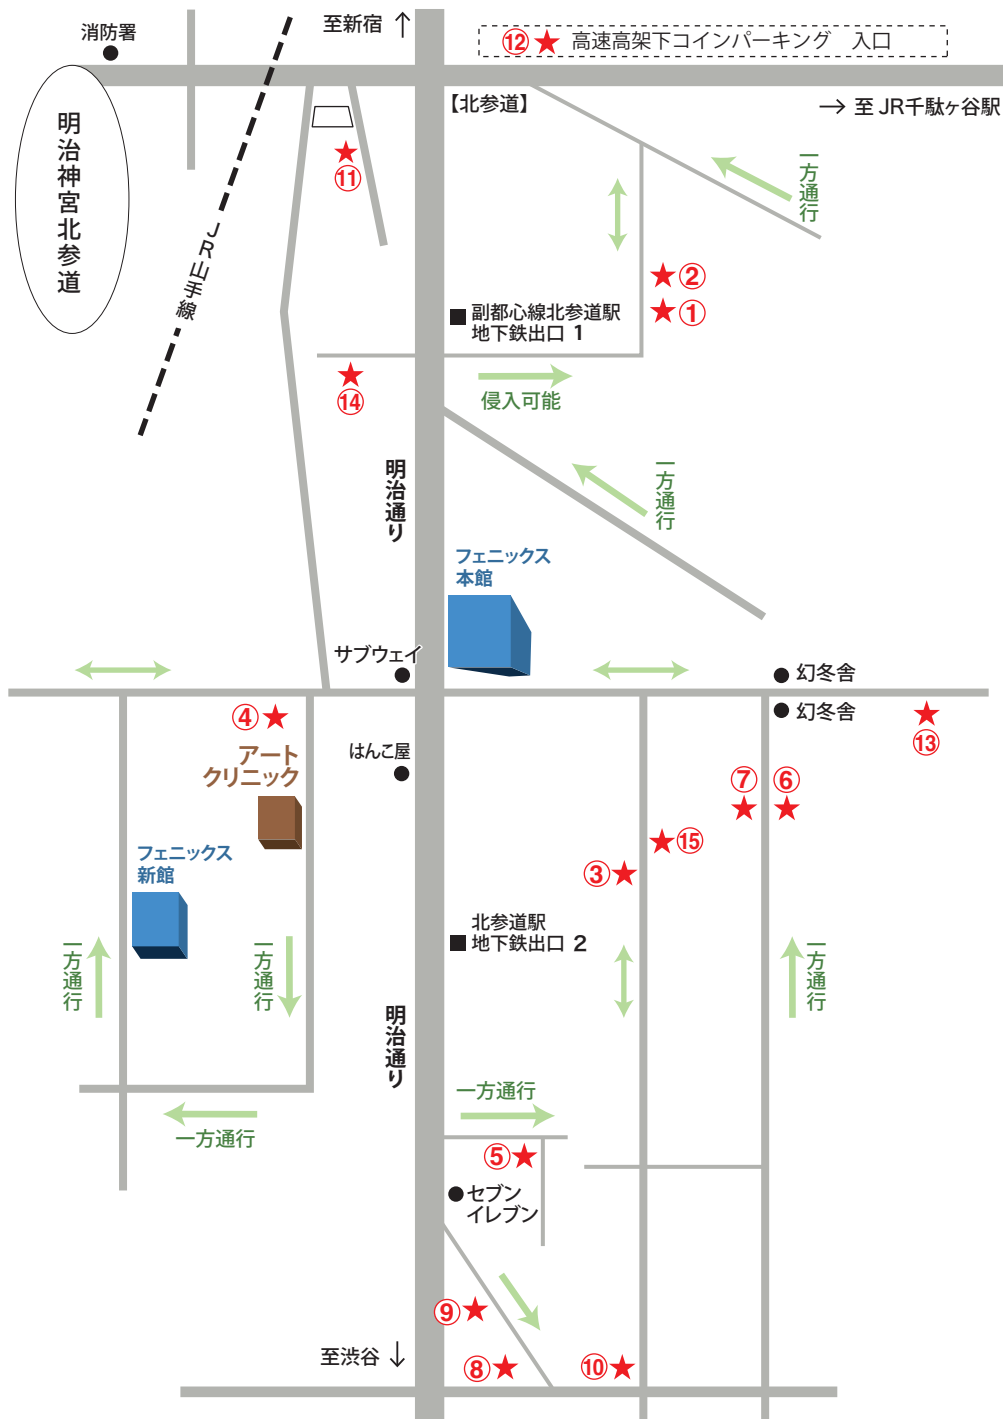 至新宿 ↑
消防署
⑫ ★ 高速高架下コインパーキング 入口
【北参道】
→ 至 JR千駄ヶ谷駅
明治神宮北参道
⑪
一方通行
JR山手線
★②
★①
副都心線北参道駅
地下鉄出口 1
⑭
侵入可能
明治通り
一方通行
フェニックス
本館
サブウェイ
幻冬舎
幻冬舎
④★
⑬
アート
クリニック
はんこ屋
⑦
⑥
★⑮
フェニックス
新館
③★
北参道駅
地下鉄出口 2
一方通行
一方通行
一方通行
明治通り
一方通行
一方通行
⑤★
セブン
イレブン
⑨★
至渋谷 ↓
⑧★
⑩★